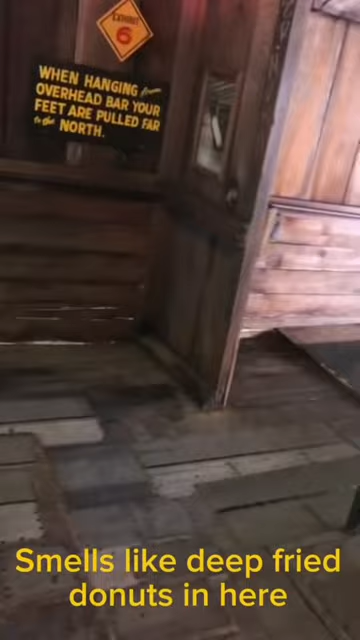 EXHIBIT
6
WHEN HANGING from
OVERHEAD BAR YOUR
FEET ARE PULLED FAR
to the NORTH.
Smells like deep fried
donuts in here